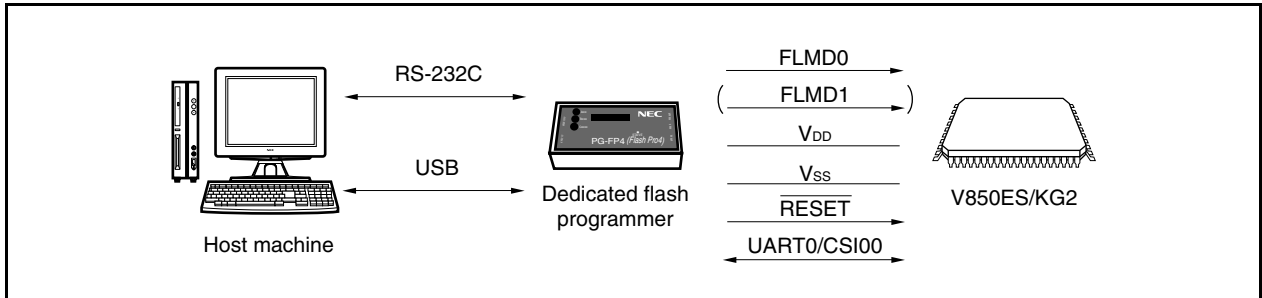 RS-232C
USB
Host machine
NEC
PG-FP4 (Flash Pro4)
Dedicated flash
programmer
FLMD0
( FLMD1 )
VDD
VSS
RESET
UART0/CSI00
V850ES/KG2